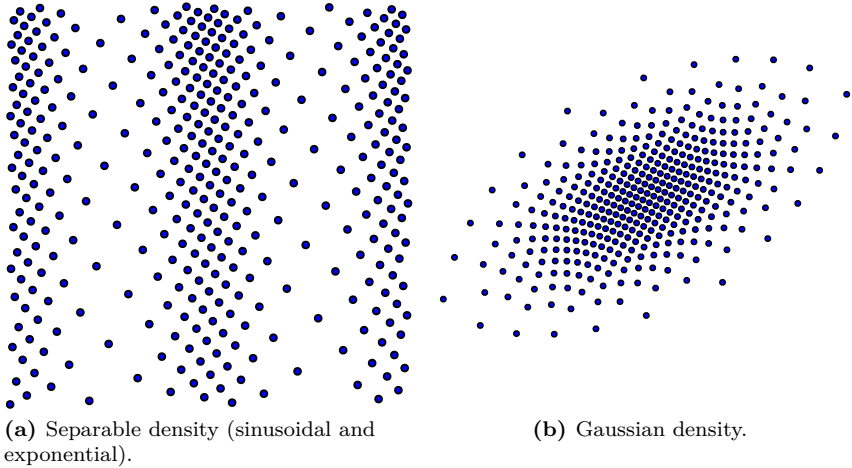 (a) Separable density (sinusoidal and
exponential).
(b) Gaussian density.